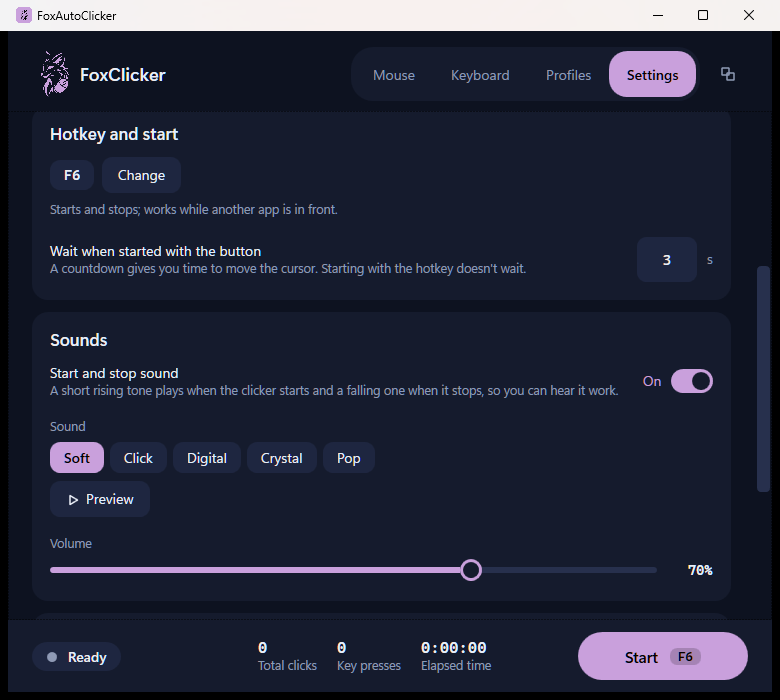 FoxAutoClicker
FoxClicker
Mouse
Keyboard
Profiles
Settings
Hotkey and start
F6
Change
Starts and stops; works while another app is in front.
Wait when started with the button
A countdown gives you time to move the cursor. Starting with the hotkey doesn't wait.
3
s
Sounds
Start and stop sound
A short rising tone plays when the clicker starts and a falling one when it stops, so you can hear it work.
On
Sound
Soft
Click
Digital
Crystal
Pop
Preview
Volume
70%
Ready
0
Total clicks
0
Key presses
0:00:00
Elapsed time
Start
F6